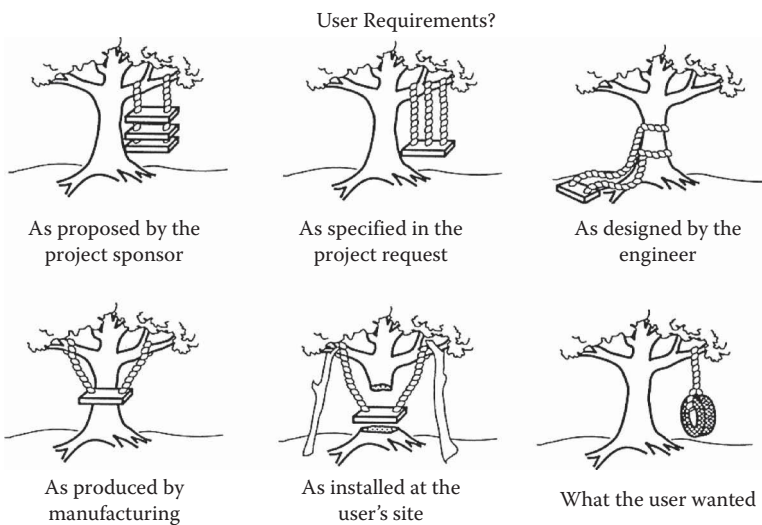 User Requirements?
As proposed by the
project sponsor
As specified in the
project request
As designed by the
engineer
As produced by
manufacturing
As installed at the
user's site
What the user wanted